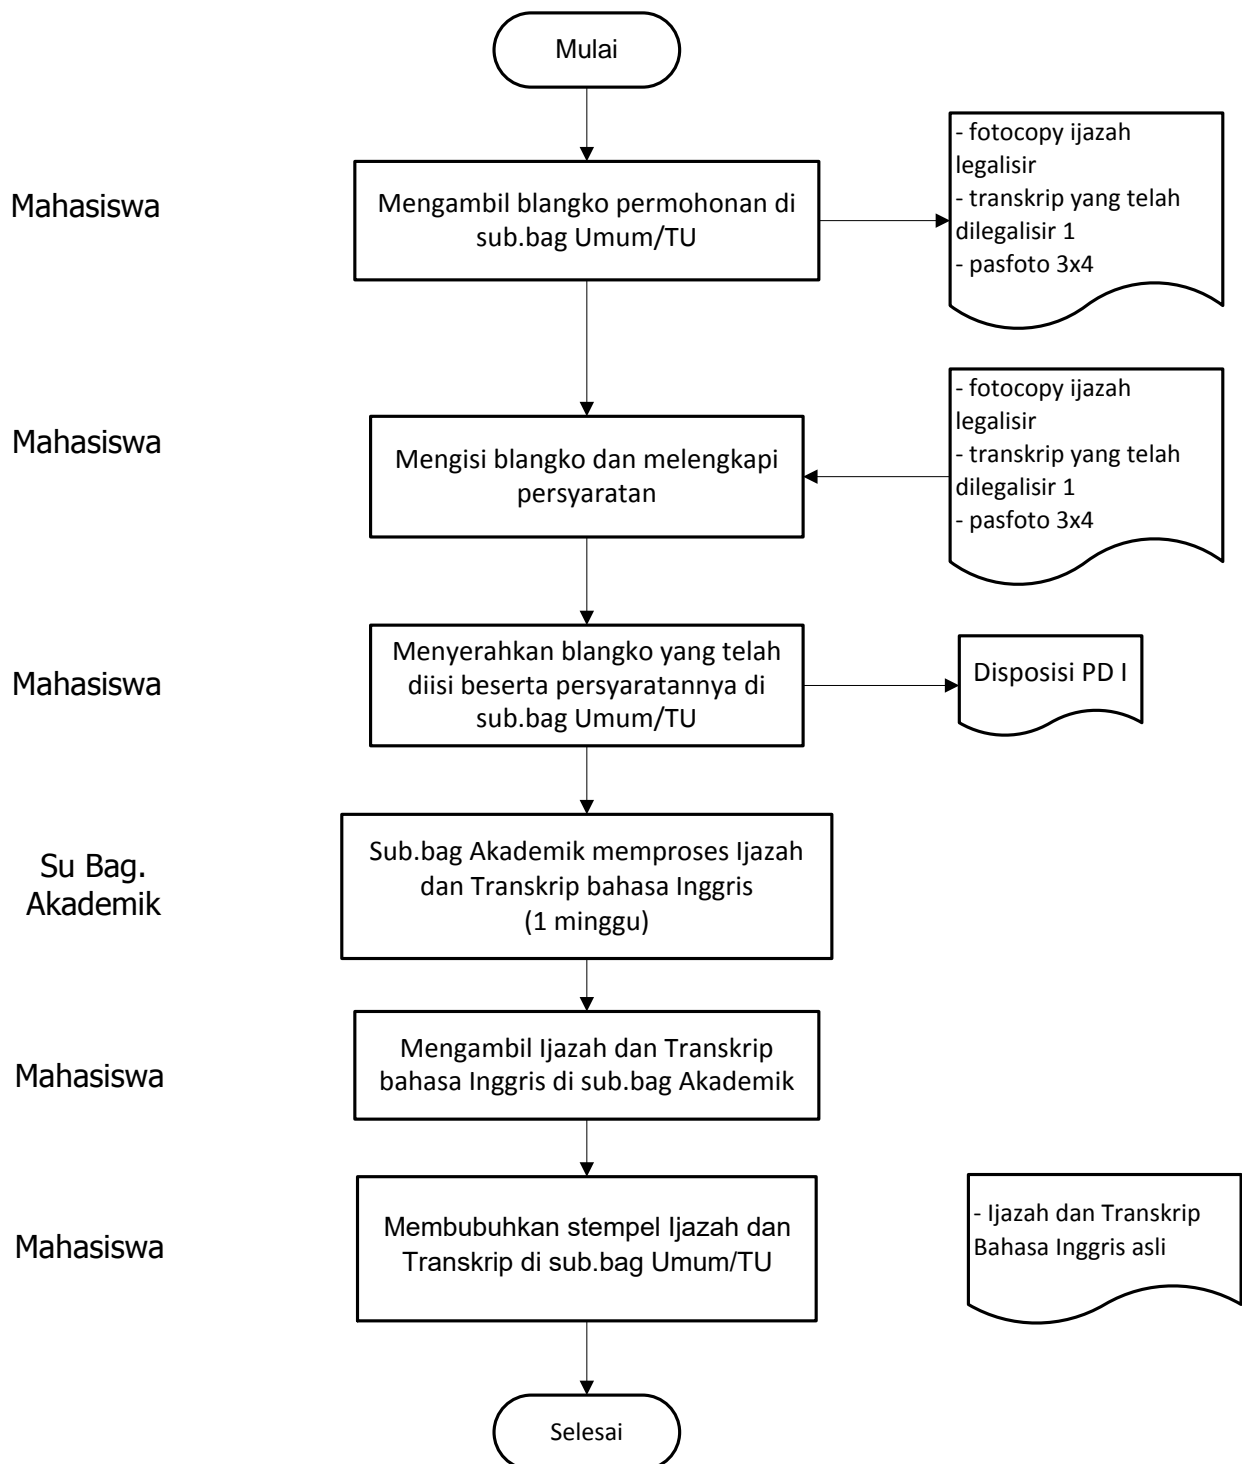 Mulai
Mahasiswa
Mengambil blangko permohonan di
sub.bag Umum/TU
- fotocopy ijazah
legalisir
- transkrip yang telah
dilegalisir 1
- pasfoto 3x4
Mahasiswa
Mengisi blangko dan melengkapi
persyaratan
- fotocopy ijazah
legalisir
- transkrip yang telah
dilegalisir 1
- pasfoto 3x4
Mahasiswa
Menyerahkan blangko yang telah
diisi beserta persyaratannya di
sub.bag Umum/TU
Disposisi PD I
Su Bag.
Akademik
Sub.bag Akademik memproses Ijazah
dan Transkrip bahasa Inggris
(1 minggu)
Mahasiswa
Mengambil Ijazah dan Transkrip
bahasa Inggris di sub.bag Akademik
Mahasiswa
Membubuhkan stempel Ijazah dan
Transkrip di sub.bag Umum/TU
- Ijazah dan Transkrip
Bahasa Inggris asli
Selesai